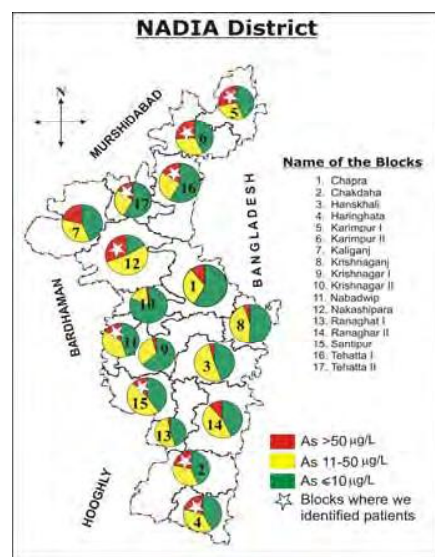 NADIA District
N
MURSHIDABAD
BANGLADESH
BARDHAMAN
HOOGHLY
5
6
16
17
7
12
1
10
8
11
9
3
15
14
13
2
4
Name of the Blocks
1. Chapra
2. Chakdaha
3. Hanskhali
4. Haringhata
5. Karimpur I
6. Karimpur II
7. Kaliganj
8. Krishnaganj
9. Krishnagar I
10. Krishnagar II
11. Nabadwip
12. Nakashipara
13. Ranaghat I
14. Ranaghar II
15. Santipur
16. Tehatta I
17. Tehatta II
As >50 µg/L
As 11-50 µg/L
As ≤10 µg/L
Blocks where we
identified patients